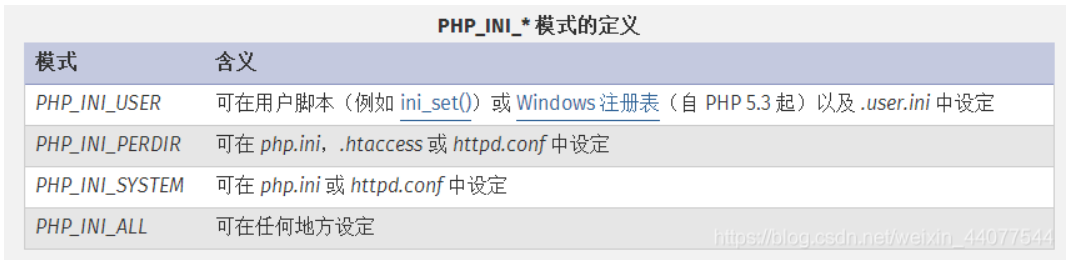 PHP_INI_* 模式的定义
模式 含义
PHP_INI_USER 可在用户脚本（例如 ini_set()）或 Windows 注册表（自 PHP 5.3 起）以及 .user.ini 中设定
PHP_INI_PERDIR 可在 php.ini，.htaccess 或 httpd.conf 中设定
PHP_INI_SYSTEM 可在 php.ini 或 httpd.conf 中设定
PHP_INI_ALL 可在任何地方设定
https://blog.csdn.net/weixin_44077544